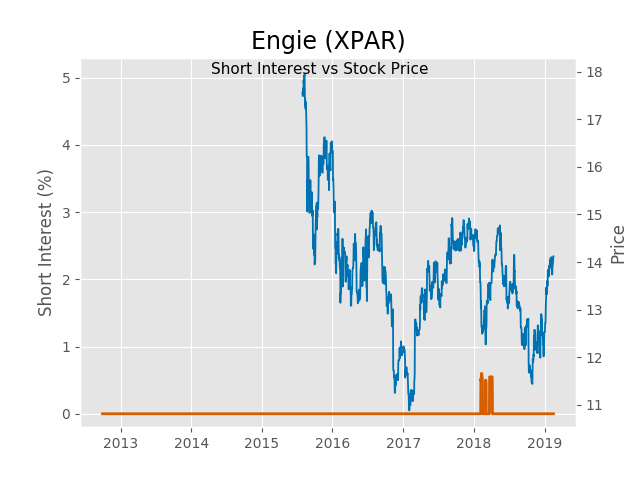 Engie (XPAR)
Short Interest vs Stock Price
Short Interest (%)
5
4
3
2
1
0
18
17
16
15
14
13
12
11
Price
2013 2014 2015 2016 2017 2018 2019